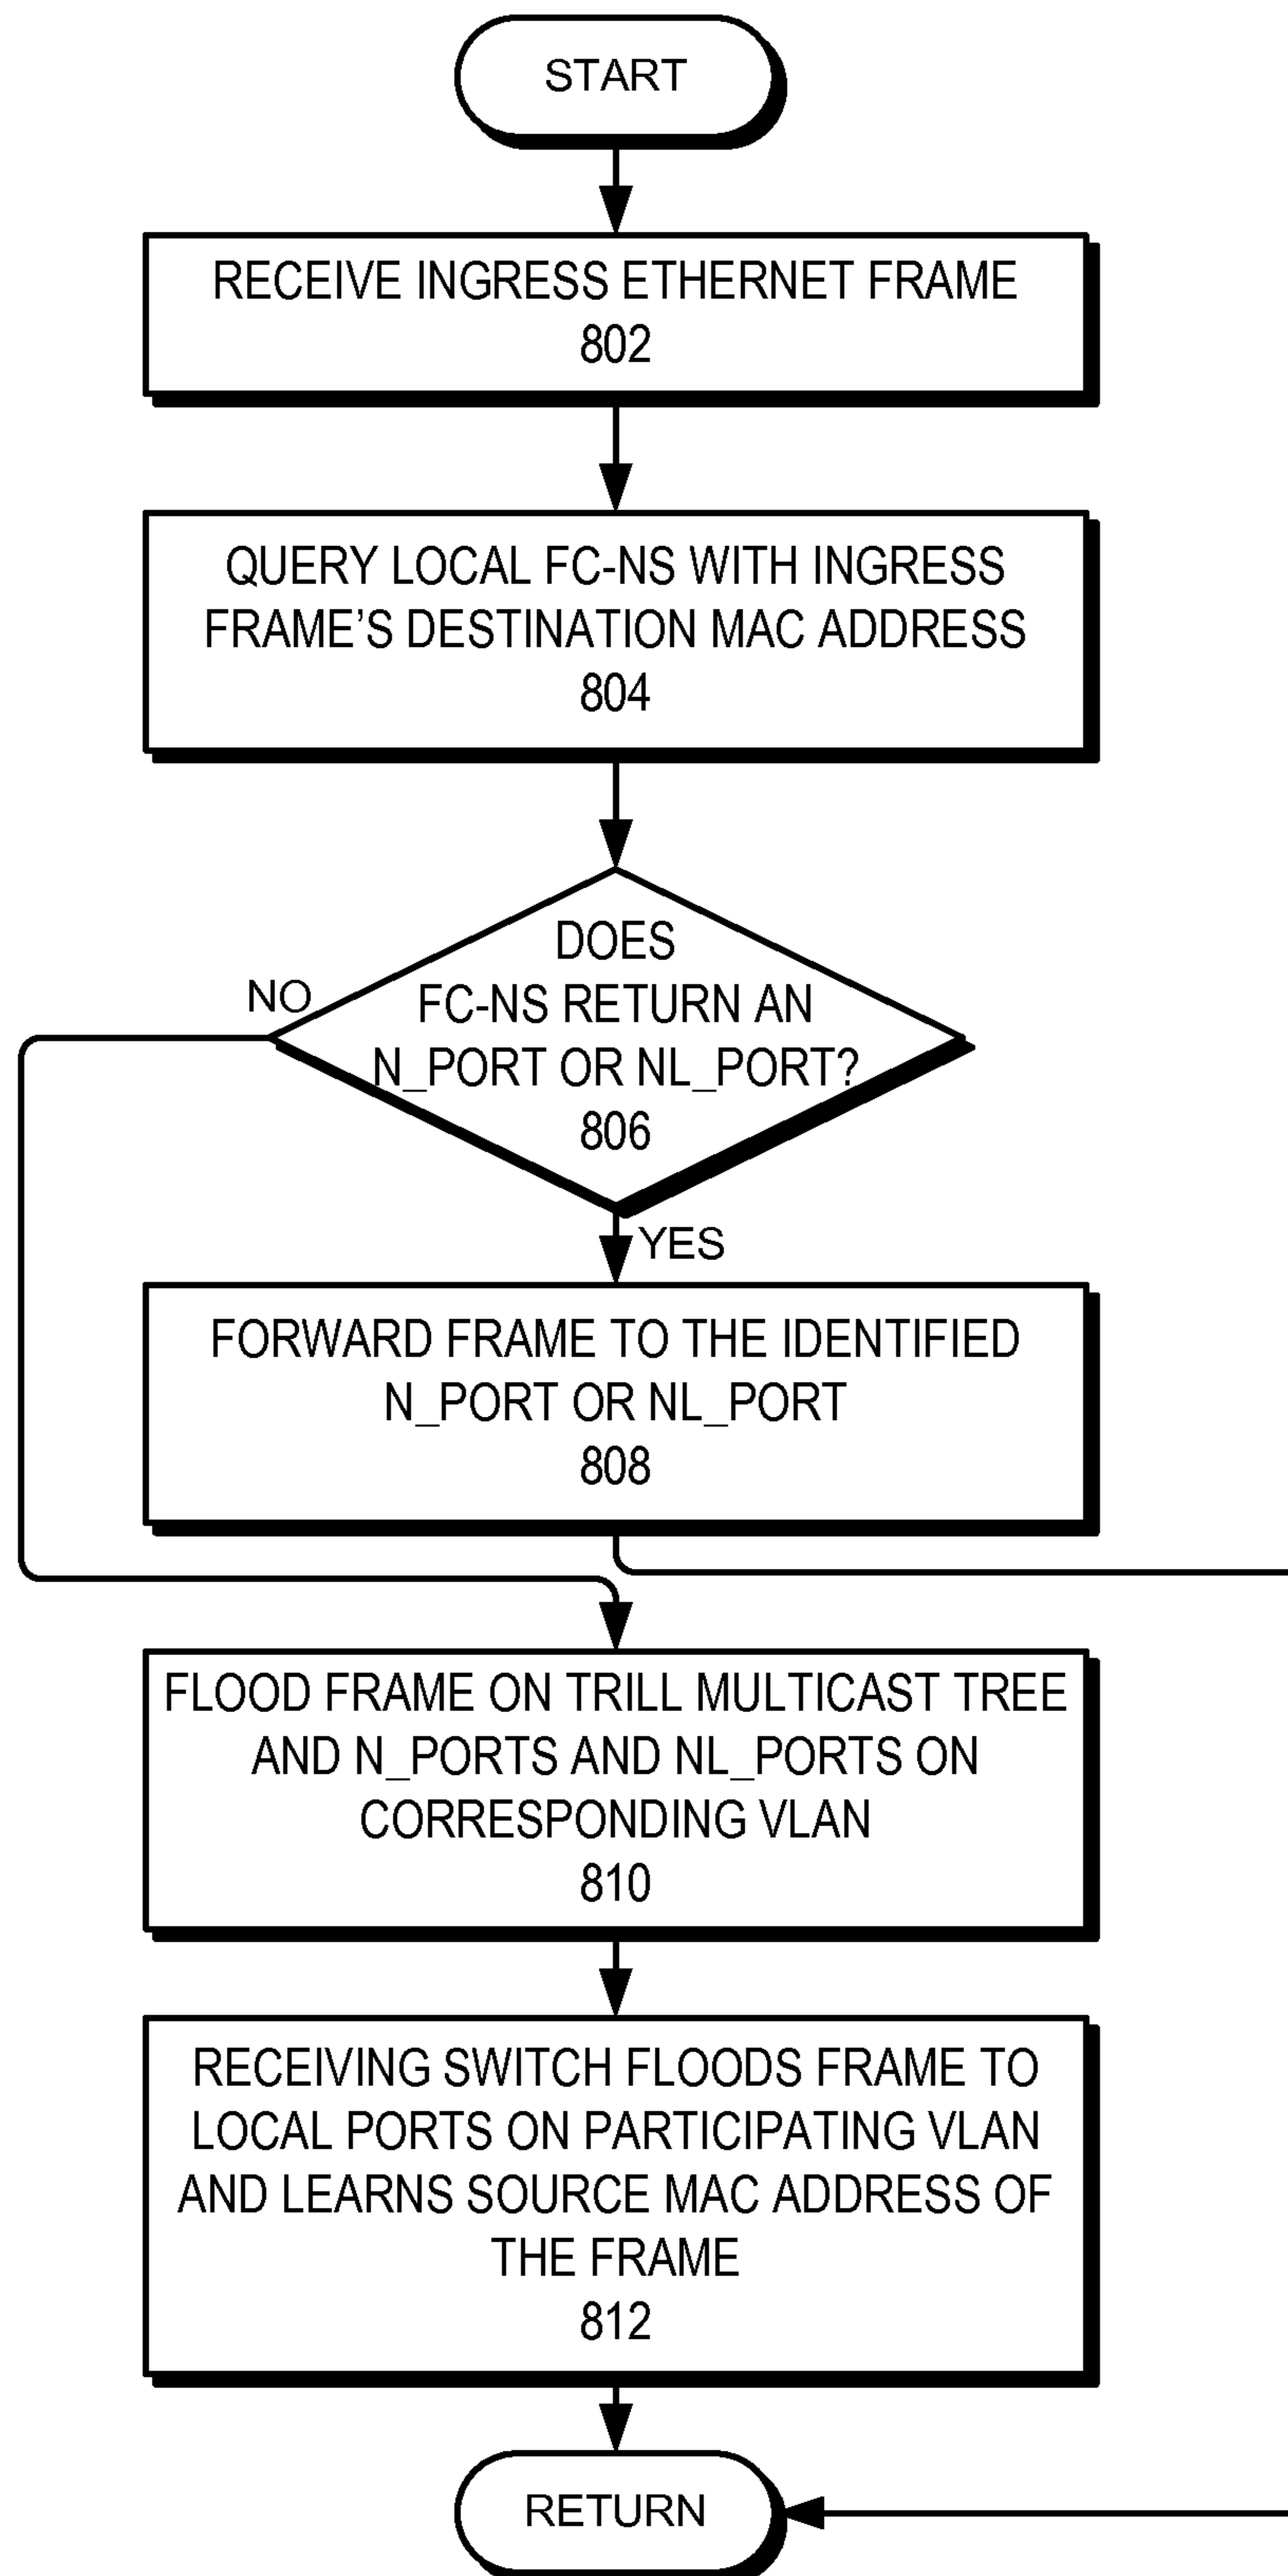 START
RECEIVE INGRESS ETHERNET FRAME
802
QUERY LOCAL FC-NS WITH INGRESS
FRAME'S DESTINATION MAC ADDRESS
804
DOES
FC-NS RETURN AN
N_PORT OR NL_PORT?
806
NO
YES
FORWARD FRAME TO THE IDENTIFIED
N_PORT OR NL_PORT
808
FLOOD FRAME ON TRILL MULTICAST TREE
AND N_PORTS AND NL_PORTS ON
CORRESPONDING VLAN
810
RECEIVING SWITCH FLOODS FRAME TO
LOCAL PORTS ON PARTICIPATING VLAN
AND LEARNS SOURCE MAC ADDRESS OF
THE FRAME
812
RETURN